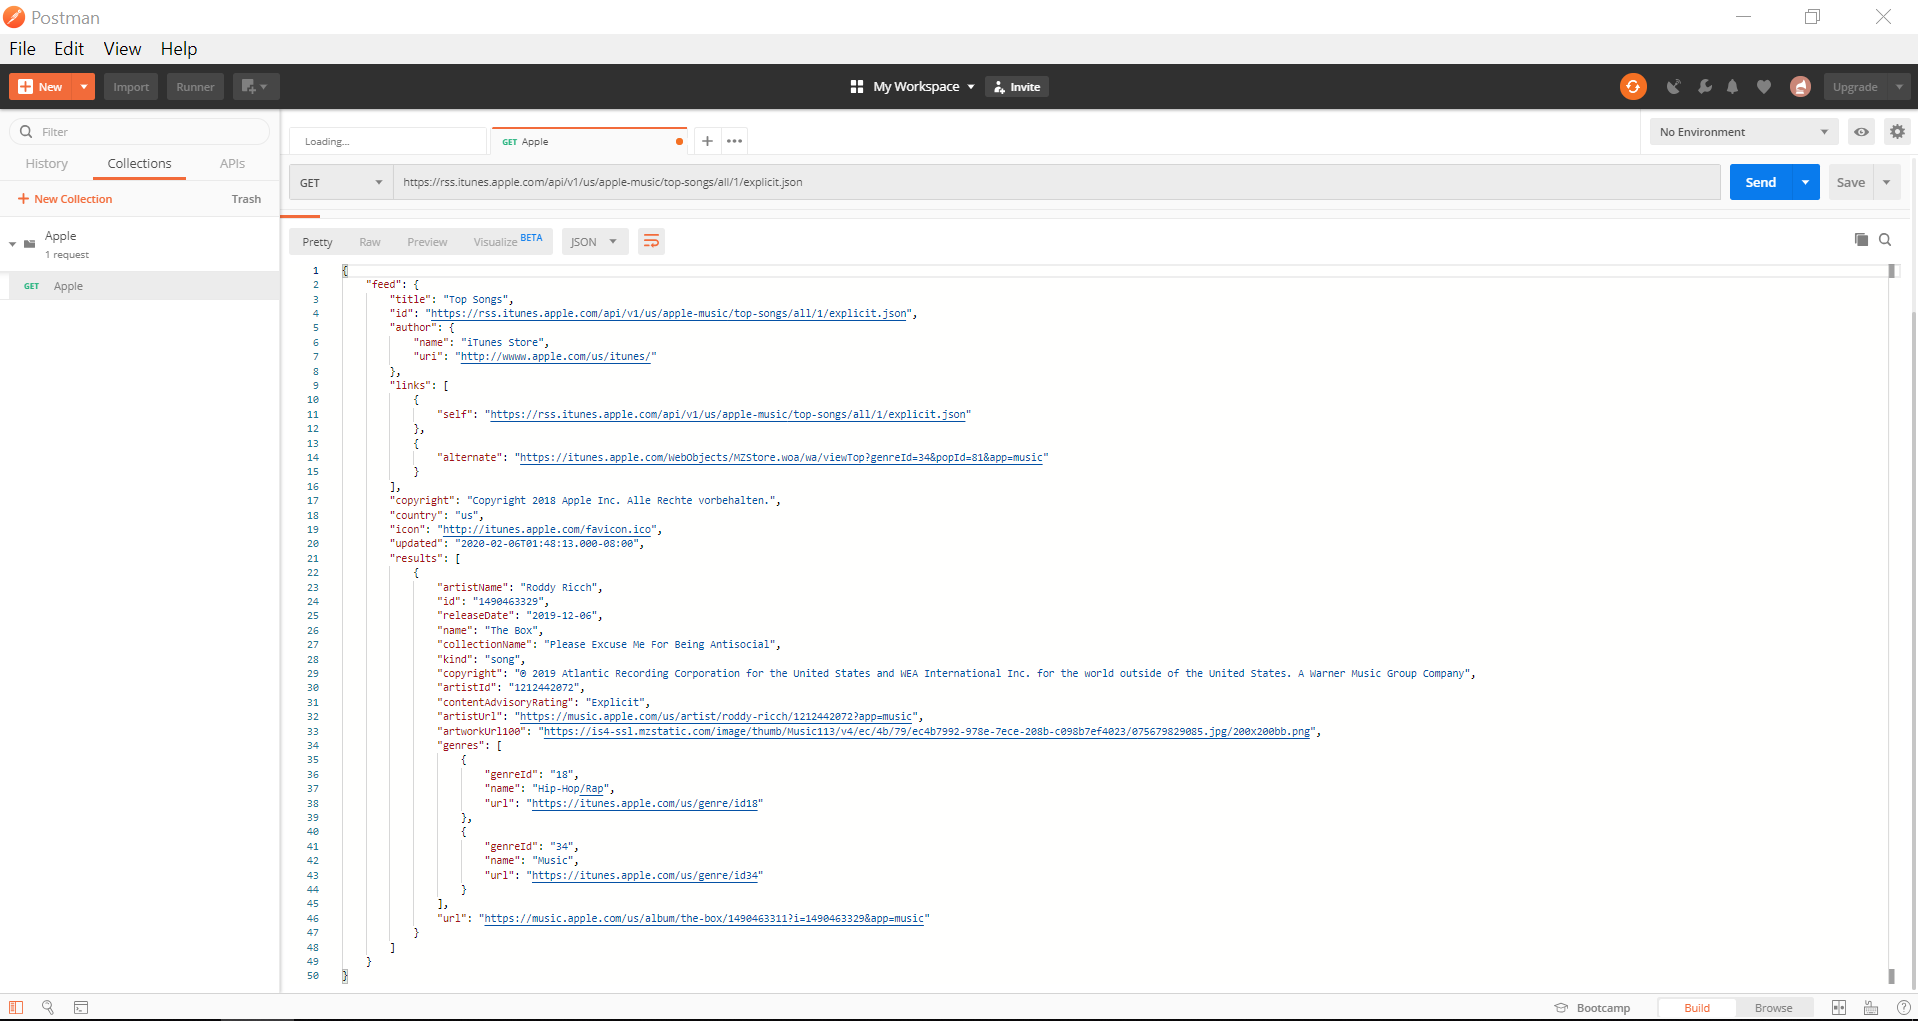 Postman
File Edit View Help
New Import Runner My Workspace Invite Upgrade
Filter
History Collections APIs
New Collection Trash
Apple
1 request
GET Apple
Loading... GET Apple No Environment
GET https://rss.itunes.apple.com/api/v1/us/apple-music/top-songs/all/1/explicit.json Send Save
Pretty Raw Preview Visualize BETA JSON
1 {
2 "feed": {
3 "title": "Top Songs",
4 "id": "https://rss.itunes.apple.com/api/v1/us/apple-music/top-songs/all/1/explicit.json",
5 "author": {
6 "name": "iTunes Store",
7 "uri": "http://wwww.apple.com/us/itunes/"
8 },
9 "links": [
10 {
11 "self": "https://rss.itunes.apple.com/api/v1/us/apple-music/top-songs/all/1/explicit.json"
12 },
13 {
14 "alternate": "https://itunes.apple.com/WebObjects/MZStore.woa/wa/viewTop?genreId=34&popId=81&app=music"
15 }
16 ],
17 "copyright": "Copyright 2018 Apple Inc. Alle Rechte vorbehalten.",
18 "country": "us",
19 "icon": "http://itunes.apple.com/favicon.ico",
20 "updated": "2020-02-06T01:48:13.000-08:00",
21 "results": [
22 {
23 "artistName": "Roddy Ricch",
24 "id": "1490463329",
25 "releaseDate": "2019-12-06",
26 "name": "The Box",
27 "collectionName": "Please Excuse Me For Being Antisocial",
28 "kind": "song",
29 "copyright": "℗ 2019 Atlantic Recording Corporation for the United States and WEA International Inc. for the world outside of the United States. A Warner Music Group Company",
30 "artistId": "1212442072",
31 "contentAdvisoryRating": "Explicit",
32 "artistUrl": "https://music.apple.com/us/artist/roddy-ricch/1212442072?app=music",
33 "artworkUrl100": "https://is4-ssl.mzstatic.com/image/thumb/Music113/v4/ec/4b/79/ec4b7992-978e-7ece-208b-c098b7ef4023/075679829085.jpg/200x200bb.png",
34 "genres": [
35 {
36 "genreId": "18",
37 "name": "Hip-Hop/Rap",
38 "url": "https://itunes.apple.com/us/genre/id18"
39 },
40 {
41 "genreId": "34",
42 "name": "Music",
43 "url": "https://itunes.apple.com/us/genre/id34"
44 }
45 ],
46 "url": "https://music.apple.com/us/album/the-box/1490463311?i=1490463329&app=music"
47 }
48 ]
49 }
50 }
Bootcamp Build Browse